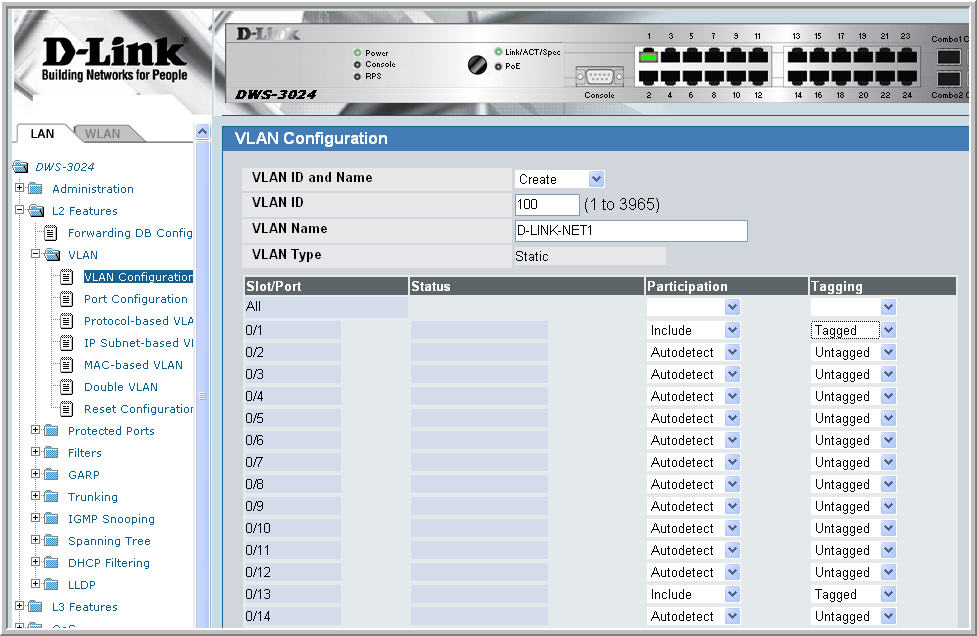 D-Link
Building Networks for People
D-Link
Power
Console
RPS
Link/ACT/Spec
PoE
DWS-3024
Console
1 3 5 7 9 11
2 4 6 8 10 12
13 15 17 19 21 23
14 16 18 20 22 24
Combo1 C
Combo2 C
LAN
WLAN
DWS-3024
Administration
L2 Features
Forwarding DB Config
VLAN
VLAN Configuration
Port Configuration
Protocol-based VLA
IP Subnet-based VI
MAC-based VLAN
Double VLAN
Reset Configuration
Protected Ports
Filters
GARP
Trunking
IGMP Snooping
Spanning Tree
DHCP Filtering
LLDP
L3 Features
VLAN Configuration
VLAN ID and Name Create
VLAN ID 100 (1 to 3965)
VLAN Name D-LINK-NET1
VLAN Type Static
Slot/Port Status Participation Tagging
All
0/1 Include Tagged
0/2 Autodetect Untagged
0/3 Autodetect Untagged
0/4 Autodetect Untagged
0/5 Autodetect Untagged
0/6 Autodetect Untagged
0/7 Autodetect Untagged
0/8 Autodetect Untagged
0/9 Autodetect Untagged
0/10 Autodetect Untagged
0/11 Autodetect Untagged
0/12 Autodetect Untagged
0/13 Include Tagged
0/14 Autodetect Untagged